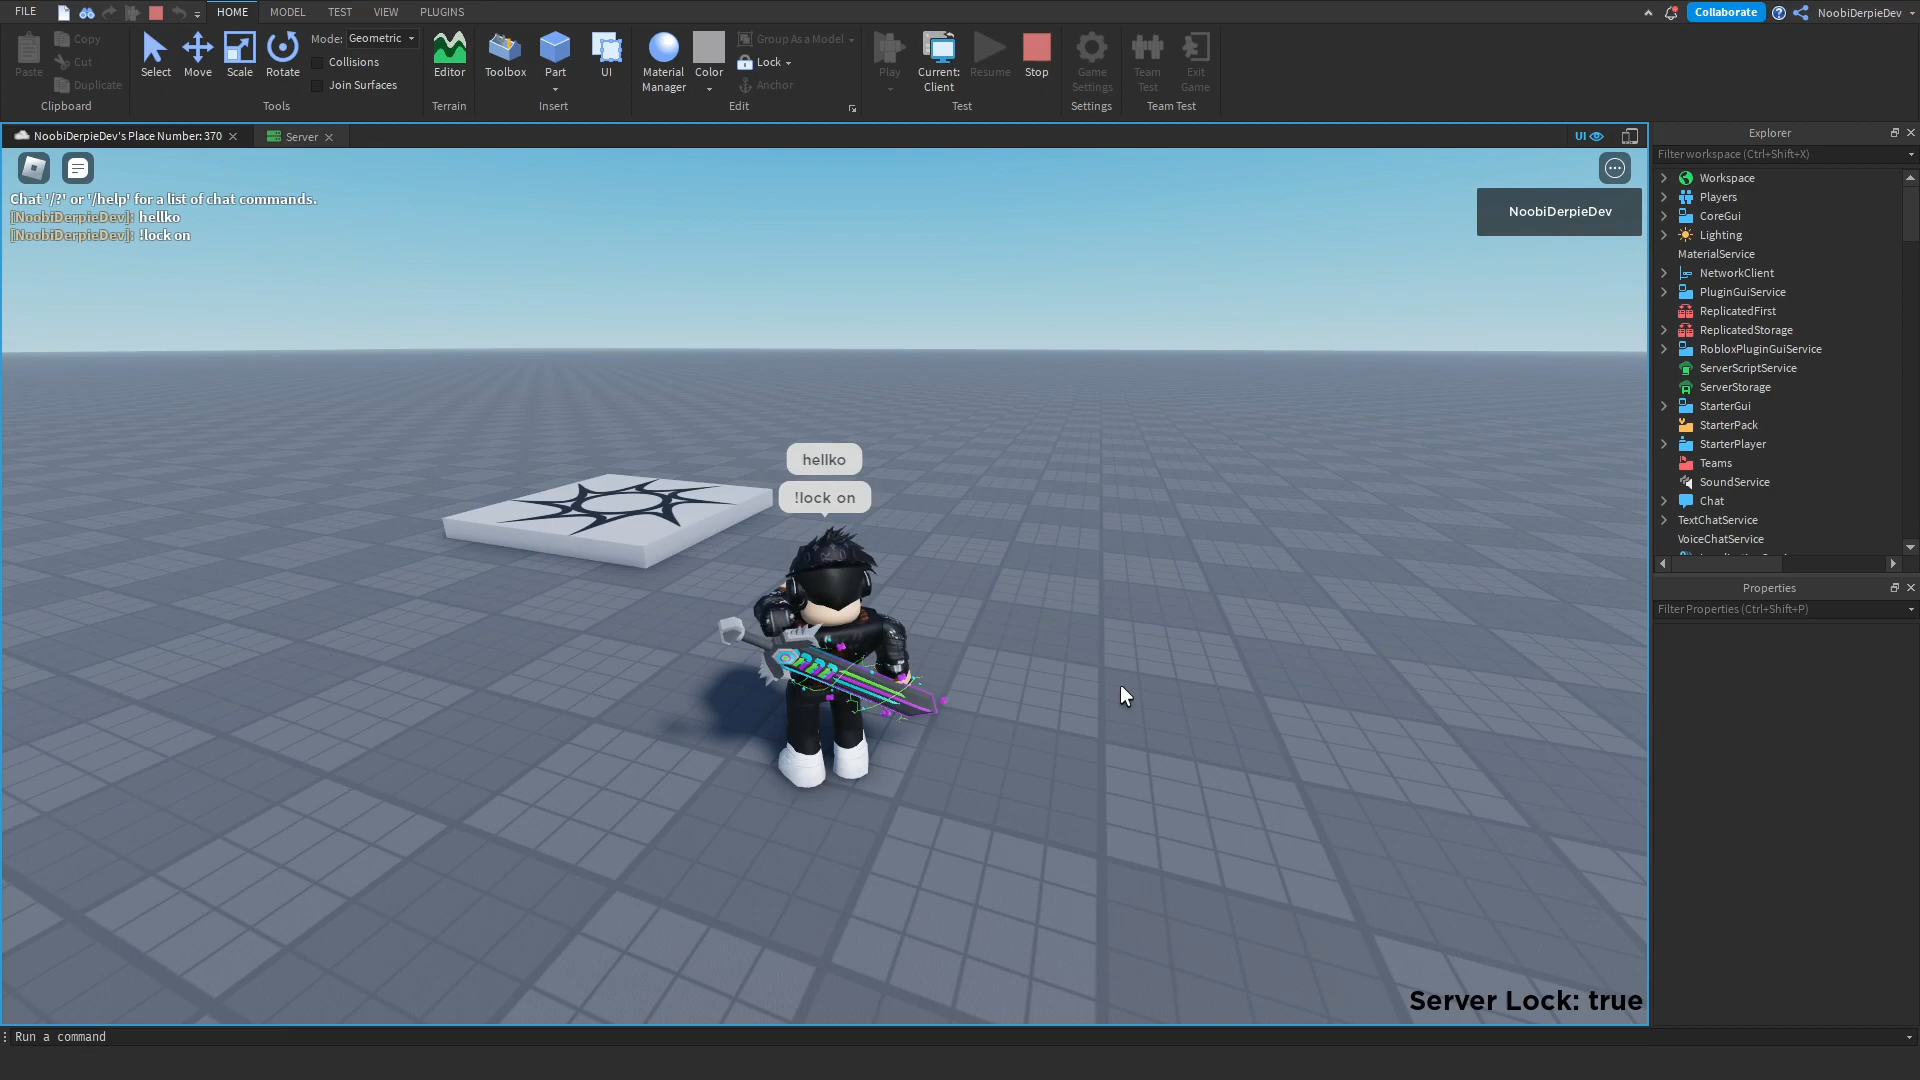 FILE HOME MODEL TEST VIEW PLUGINS Collaborate NoobiDerpieDev
Paste Copy Cut Duplicate
Clipboard
Select Move Scale Rotate
Mode: Geometric
Collisions
Join Surfaces
Tools
Editor
Terrain
Toolbox Part UI
Insert
Material Manager Color
Group As a Model
Lock
Anchor
Edit
Play Current: Client Resume Stop
Test
Game Settings
Settings
Team Test Exit Game
Team Test
NoobiDerpieDev's Place Number: 370 Server UI
Chat '/?' or '/help' for a list of chat commands.
[NoobiDerpieDev]: hellko
[NoobiDerpieDev]: !lock on
NoobiDerpieDev
hellko
!lock on
Server Lock: true
Explorer
Filter workspace (Ctrl+Shift+X)
Workspace
Players
CoreGui
Lighting
MaterialService
NetworkClient
PluginGuiService
ReplicatedFirst
ReplicatedStorage
RobloxPluginGuiService
ServerScriptService
ServerStorage
StarterGui
StarterPack
StarterPlayer
Teams
SoundService
Chat
TextChatService
VoiceChatService
Properties
Filter Properties (Ctrl+Shift+P)
Run a command